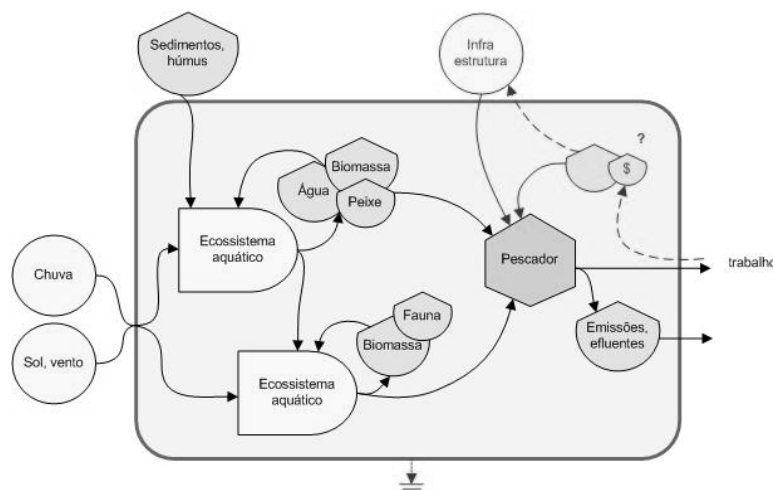 Sedimentos,
húmus
Infra
estrutura
?
$
Biomassa
Água
Peixe
Ecossistema
aquático
Pescador
trabalho
Chuva
Fauna
Biomassa
Emissões,
efluentes
Sol, vento
Ecossistema
aquático